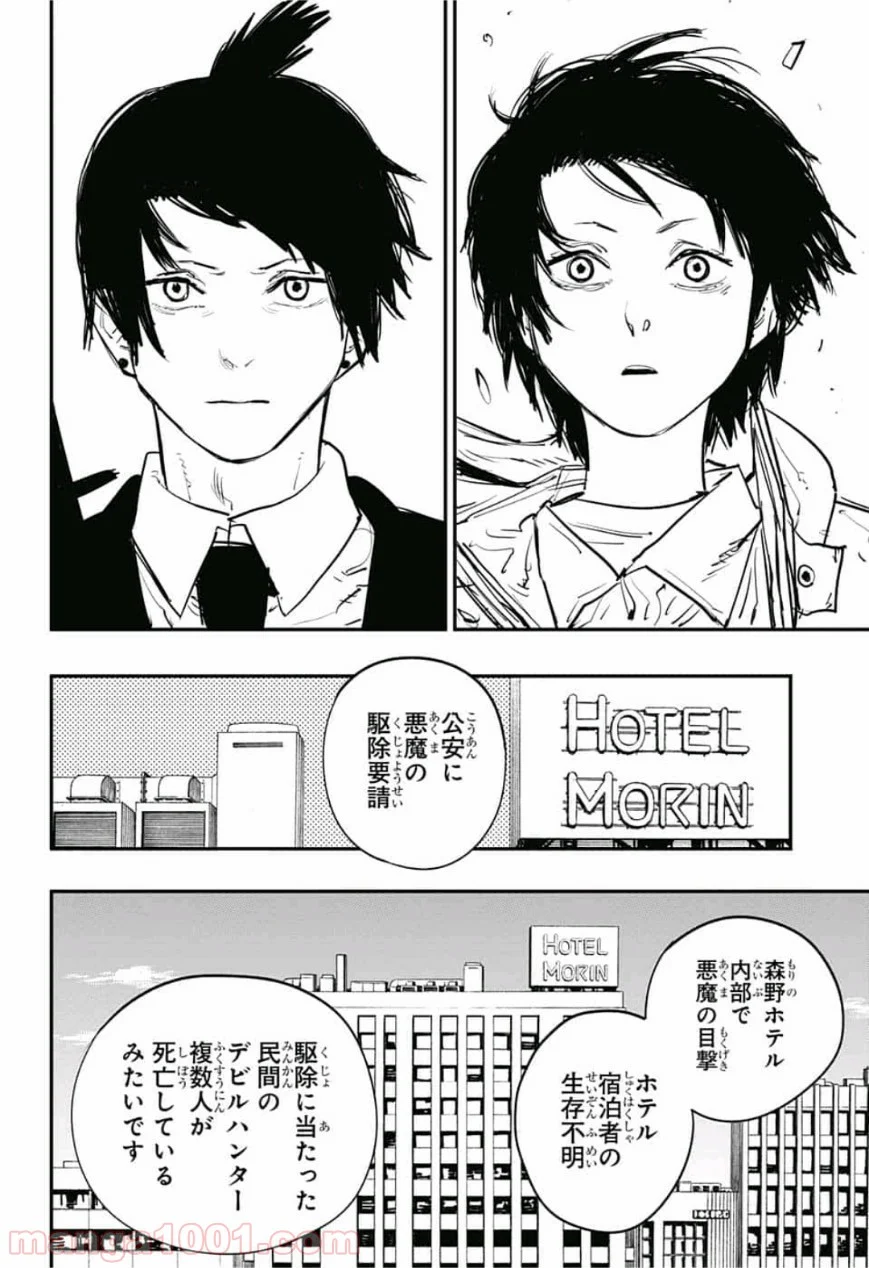 公安に
悪魔の
駆除要請
HOTEL
MORIN
森野ホテル
内部で
悪魔の目撃
ホテル
宿泊者の
生存不明
HOTEL
MORIN
駆除に当たった
民間の
デビルハンター
複数人が
死亡している
みたいです
manga1001.com